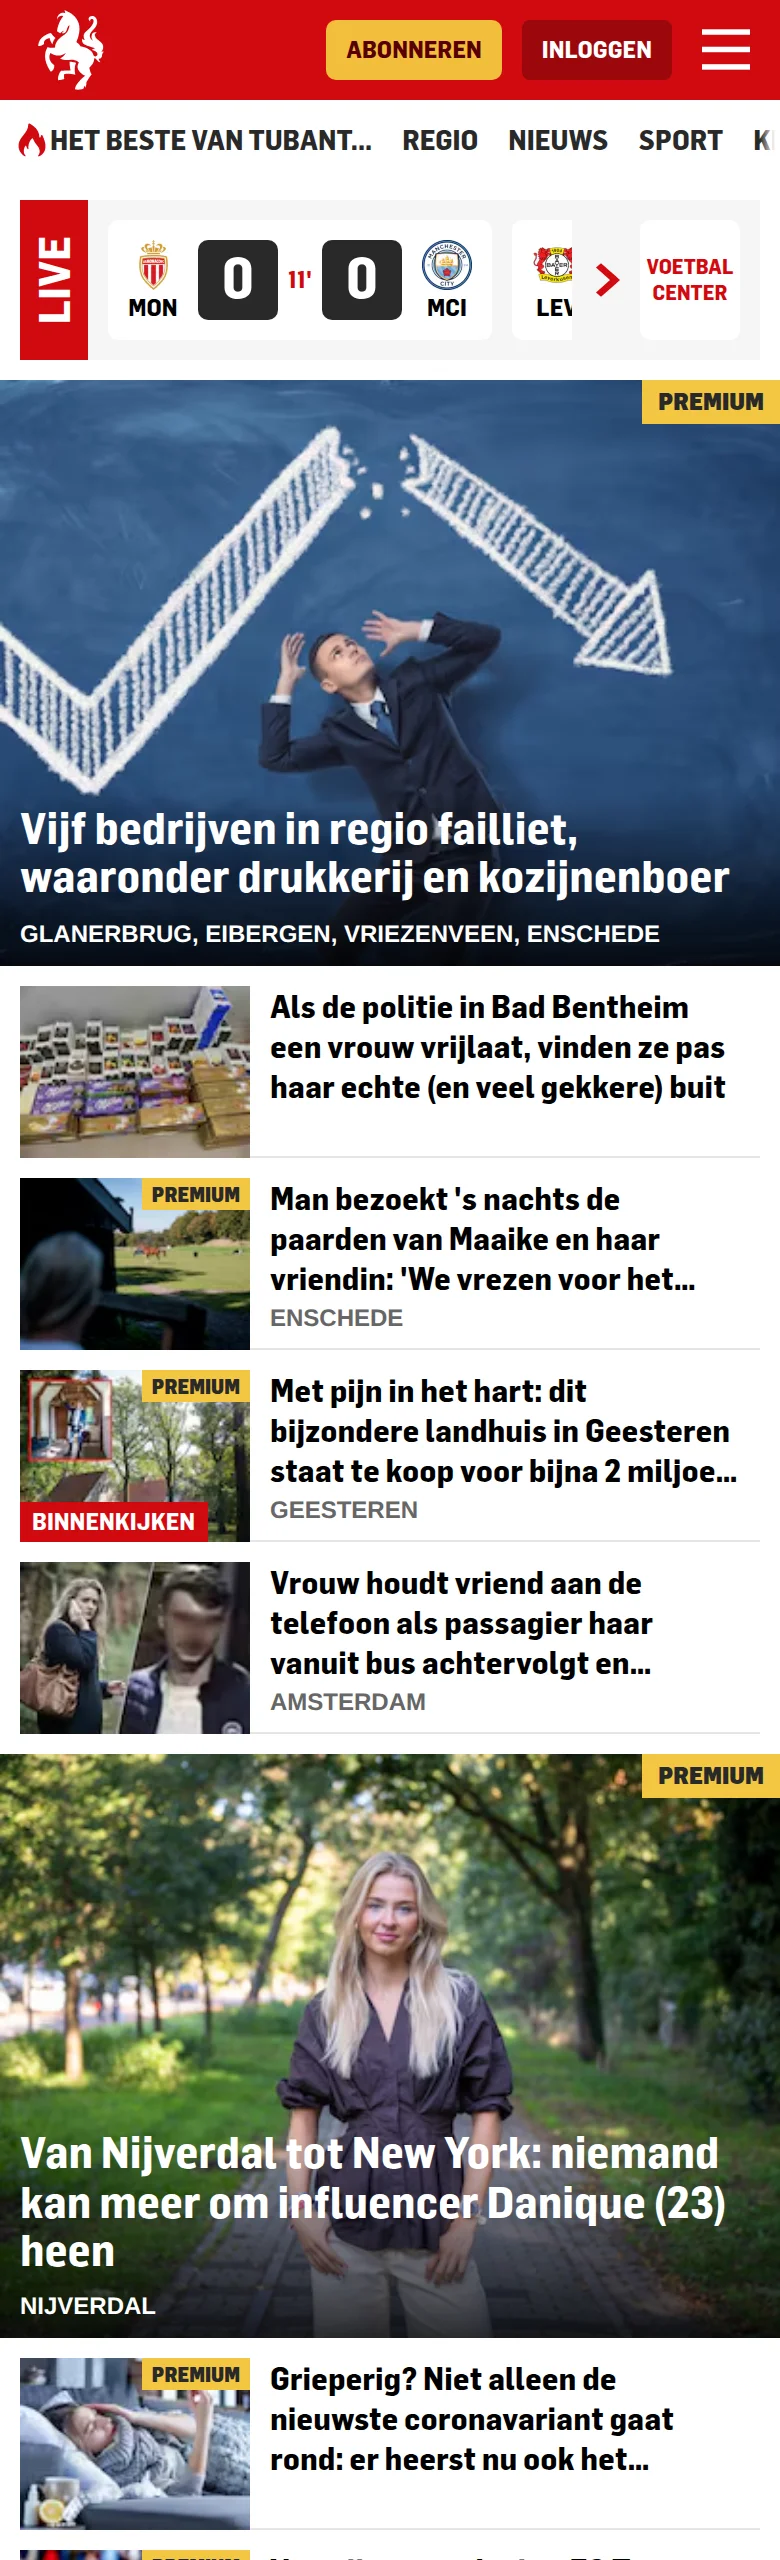 ABONNEREN
INLOGGEN
HET BESTE VAN TUBANT... REGIO NIEUWS SPORT
LIVE
MON 0 11' 0 MCI
LEV
VOETBAL
CENTER
PREMIUM
Vijf bedrijven in regio failliet,
waaronder drukkerij en kozijnenboer
GLANERBRUG, EIBERGEN, VRIEZENVEEN, ENSCHEDE
Als de politie in Bad Bentheim
een vrouw vrijlaat, vinden ze pas
haar echte (en veel gekkere) buit
PREMIUM
Man bezoekt 's nachts de
paarden van Maaike en haar
vriendin: 'We vrezen voor het...
ENSCHEDE
PREMIUM
BINNENKIJKEN
Met pijn in het hart: dit
bijzondere landhuis in Geesteren
staat te koop voor bijna 2 miljoe...
GEESTEREN
Vrouw houdt vriend aan de
telefoon als passagier haar
vanuit bus achtervolgt en...
AMSTERDAM
PREMIUM
Van Nijverdal tot New York: niemand
kan meer om influencer Danique (23)
heen
NIJVERDAL
PREMIUM
Grieperig? Niet alleen de
nieuwste coronavariant gaat
rond: er heerst nu ook het...